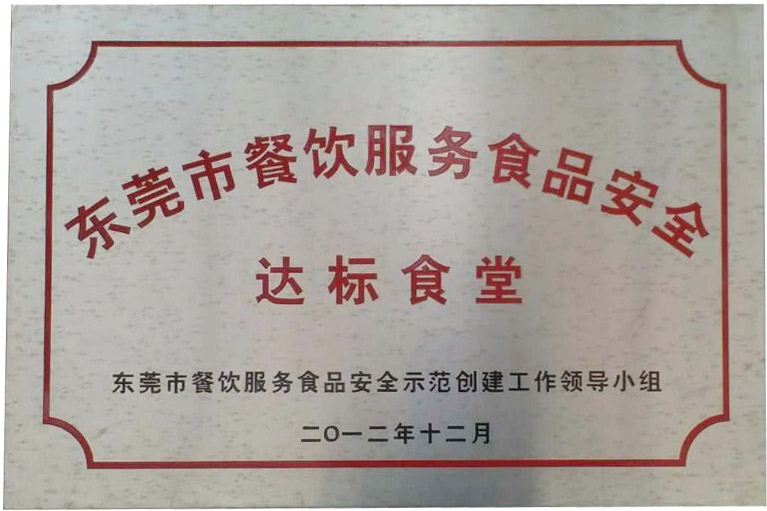 东莞市餐饮服务食品安全
达标食堂
东莞市餐饮服务食品安全示范创建工作领导小组
二〇一二年十二月